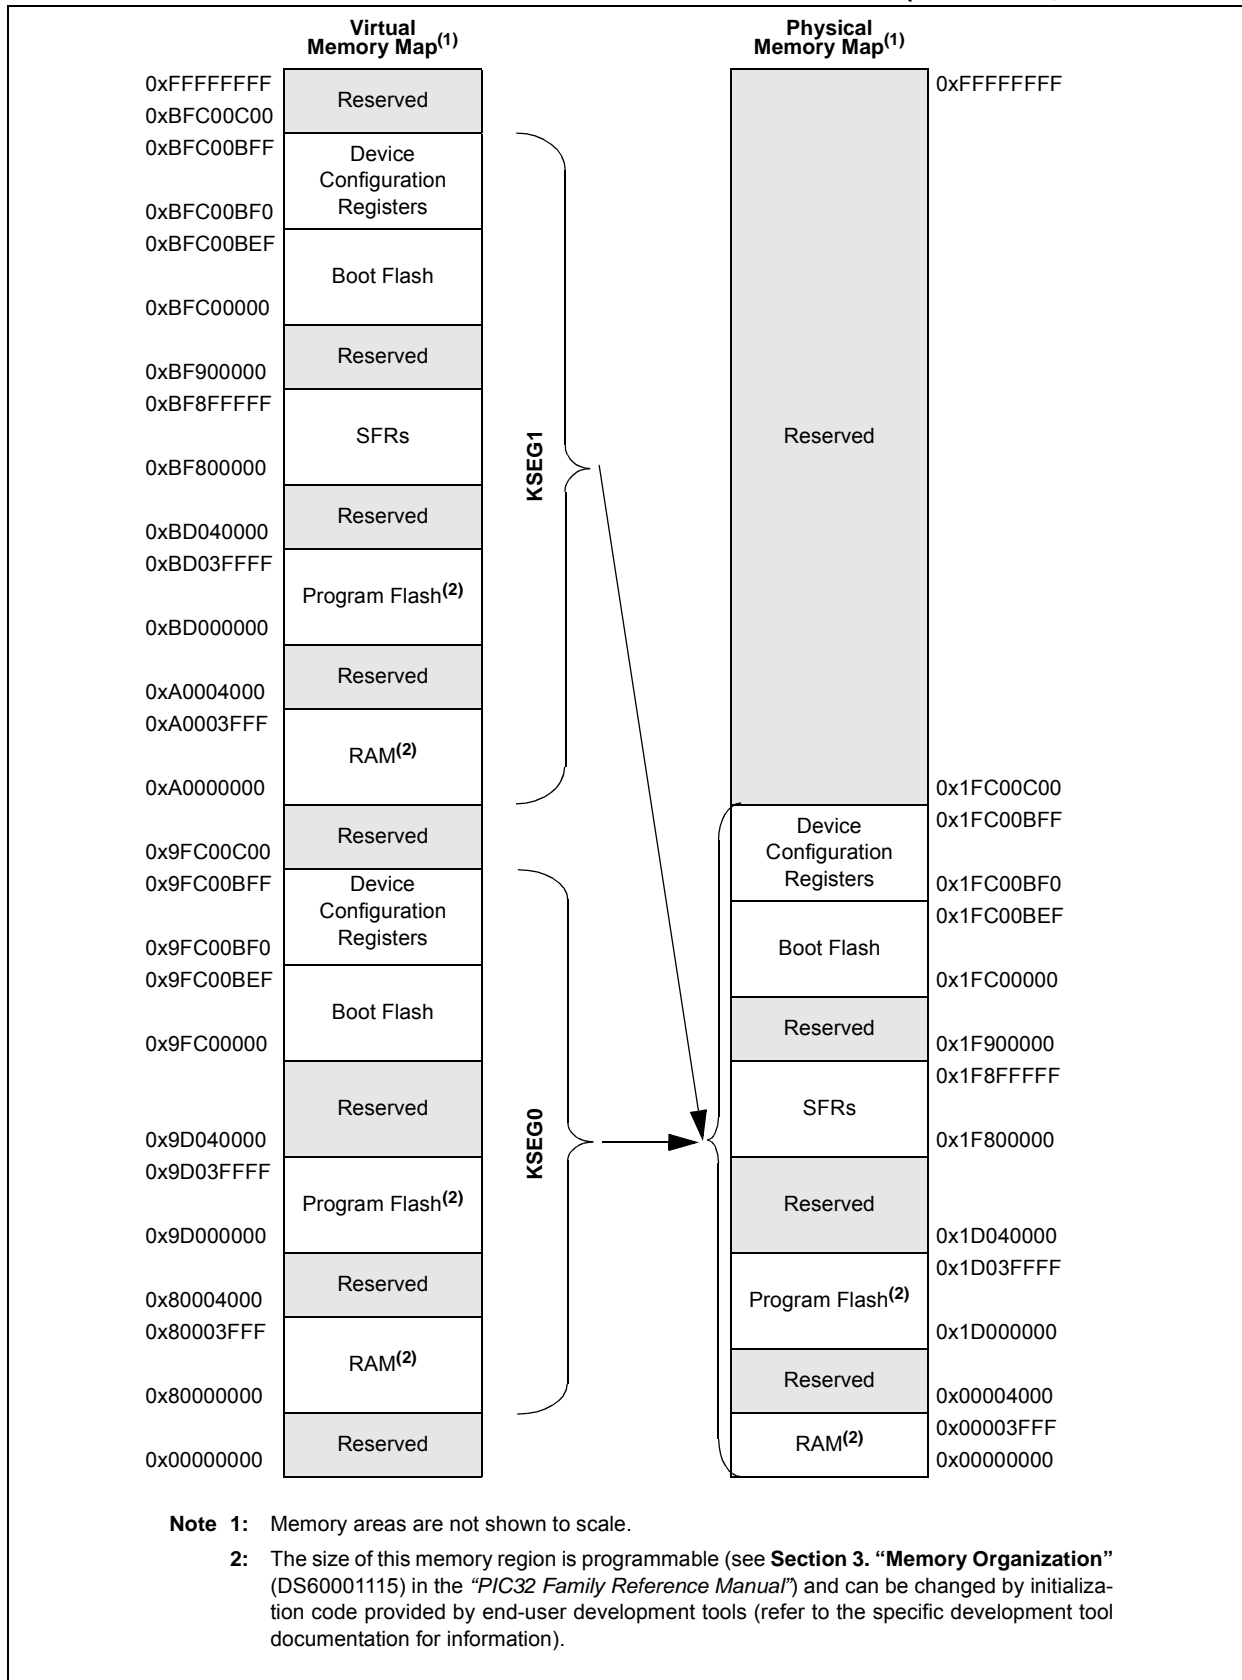 Virtual
Memory Map(1)
Physical
Memory Map(1)
0xFFFFFFFF
Reserved
0xBFC00C00
0xBFC00BFF
Device
Configuration
Registers
0xBFC00BF0
0xBFC00BEF
Boot Flash
0xBFC00000
Reserved
0xBF900000
0xBF8FFFFF
SFRs
0xBF800000
Reserved
0xBD040000
0xBD03FFFF
Program Flash(2)
0xBD000000
Reserved
0xA0004000
0xA0003FFF
RAM(2)
0xA0000000
Reserved
0x9FC00C00
0x9FC00BFF
Device
Configuration
Registers
0x9FC00BF0
0x9FC00BEF
Boot Flash
0x9FC00000
Reserved
0x9D040000
0x9D03FFFF
Program Flash(2)
0x9D000000
Reserved
0x80004000
0x80003FFF
RAM(2)
0x80000000
Reserved
0x00000000
KSEG1
KSEG0
0xFFFFFFFF
Reserved
0x1FC00C00
0x1FC00BFF
Device
Configuration
Registers
0x1FC00BF0
0x1FC00BEF
Boot Flash
0x1FC00000
Reserved
0x1F900000
0x1F8FFFFF
SFRs
0x1F800000
Reserved
0x1D040000
0x1D03FFFF
Program Flash(2)
0x1D000000
Reserved
0x00004000
0x00003FFF
RAM(2)
0x00000000
Note 1: Memory areas are not shown to scale.
2: The size of this memory region is programmable (see Section 3. “Memory Organization”
(DS60001115) in the “PIC32 Family Reference Manual”) and can be changed by initializa-
tion code provided by end-user development tools (refer to the specific development tool
documentation for information).